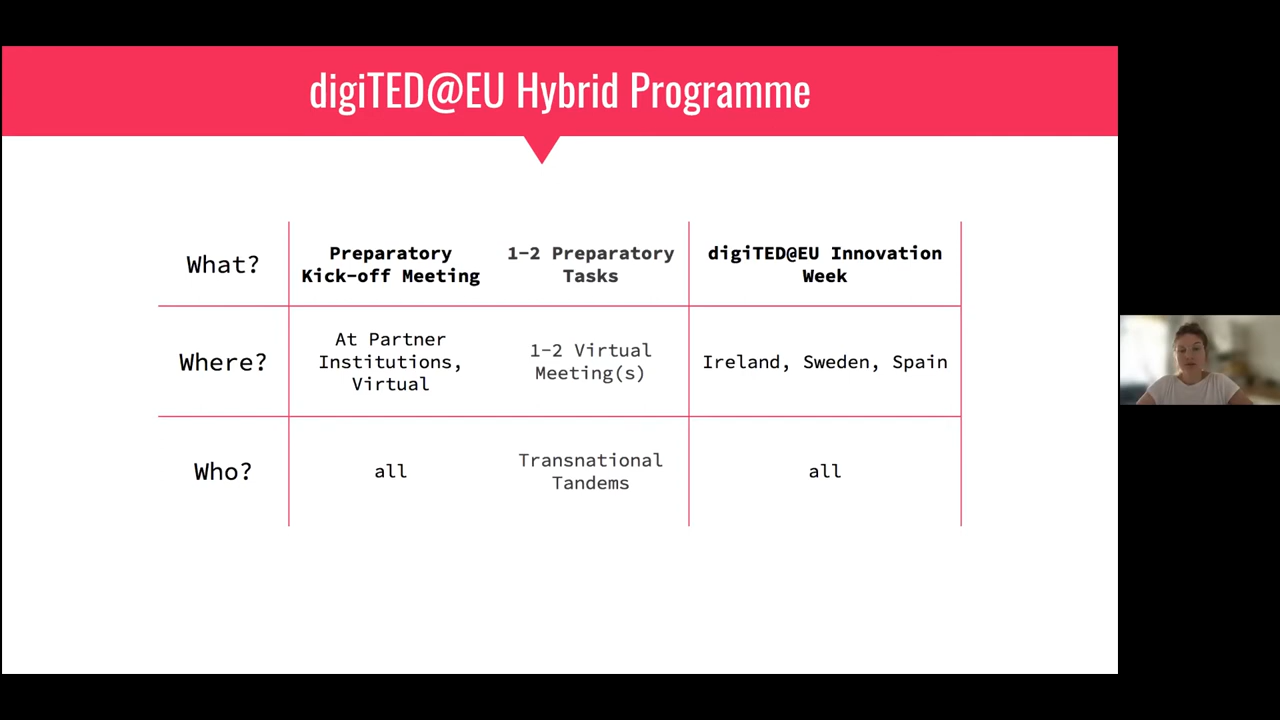 digiTED@EU Hybrid Programme
What?
Preparatory
Kick-off Meeting
1-2 Preparatory
Tasks
digiTED@EU Innovation
Week
Where?
At Partner
Institutions,
Virtual
1-2 Virtual
Meeting(s)
Ireland, Sweden, Spain
Who?
all
Transnational
Tandems
all